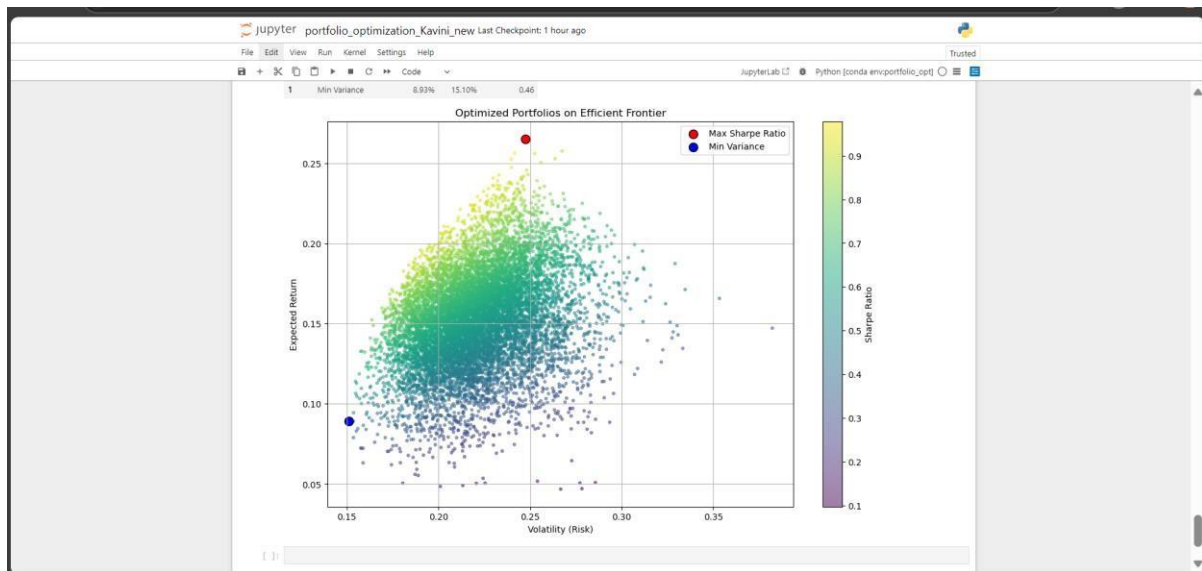 jupyter portfolio_optimization_Kavini_new Last Checkpoint: 1 hour ago
File Edit View Run Kernel Settings Help
Trusted
Code
JupyterLab
Python [conda env:portfolio_opt]
1 Min Variance 8.93% 15.10% 0.46
Optimized Portfolios on Efficient Frontier
Max Sharpe Ratio
Min Variance
Expected Return
0.25
0.20
0.15
0.10
0.05
0.15 0.20 0.25 0.30 0.35
Volatility (Risk)
0.9
0.8
0.7
0.6
0.5
0.4
0.3
0.2
0.1
Sharpe Ratio
[ ]: